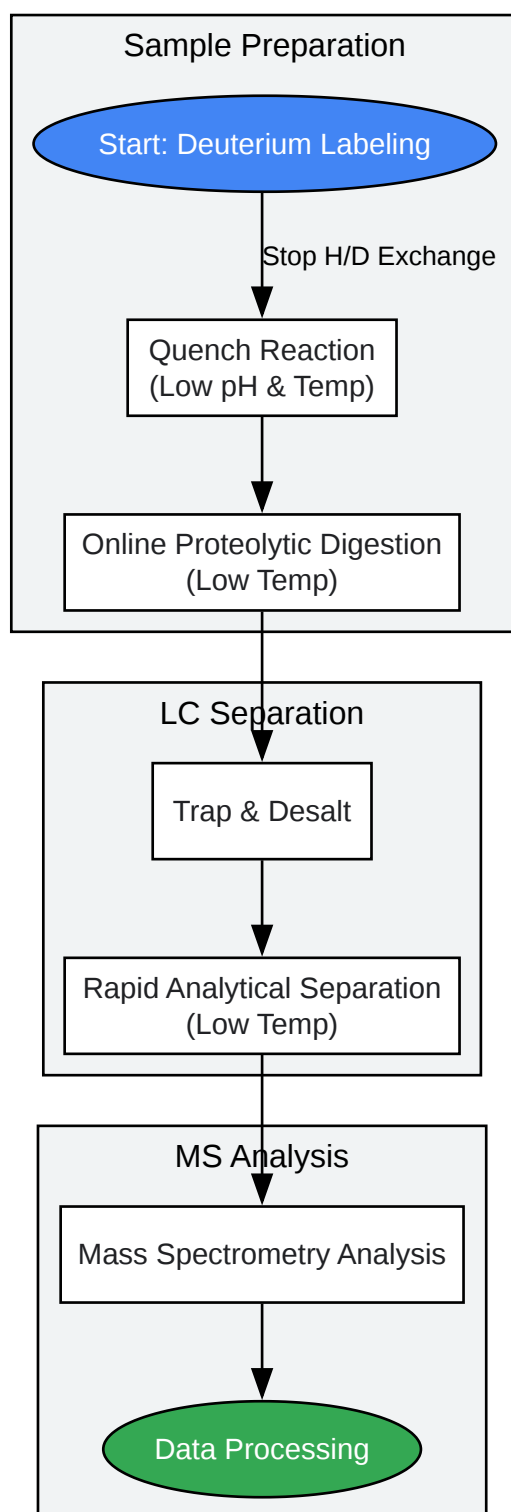 Sample Preparation
Start: Deuterium Labeling
Stop H/D Exchange
Quench Reaction
(Low pH & Temp)
Online Proteolytic Digestion
(Low Temp)
LC Separation
Trap & Desalt
Rapid Analytical Separation
(Low Temp)
MS Analysis
Mass Spectrometry Analysis
Data Processing